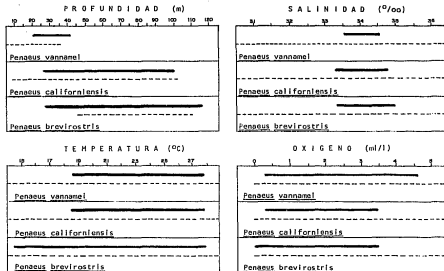 PROFUNDIDAD (m)
10 20 30 40 50 60 70 80 90 100 110 120
Penaeus vannamei
Penaeus californiensis
Penaeus brevirostris
SALINIDAD (º/oo)
31 32 33 34 35 36
Penaeus vannamei
Penaeus californiensis
Penaeus brevirostris
TEMPERATURA (ºC)
15 17 19 21 23 25 27
Penaeus vannamei
Penaeus californiensis
Penaeus brevirostris
OXIGENO (ml/l)
0 1 2 3 4 5
Penaeus vannamei
Penaeus californiensis
Penaeus brevirostris